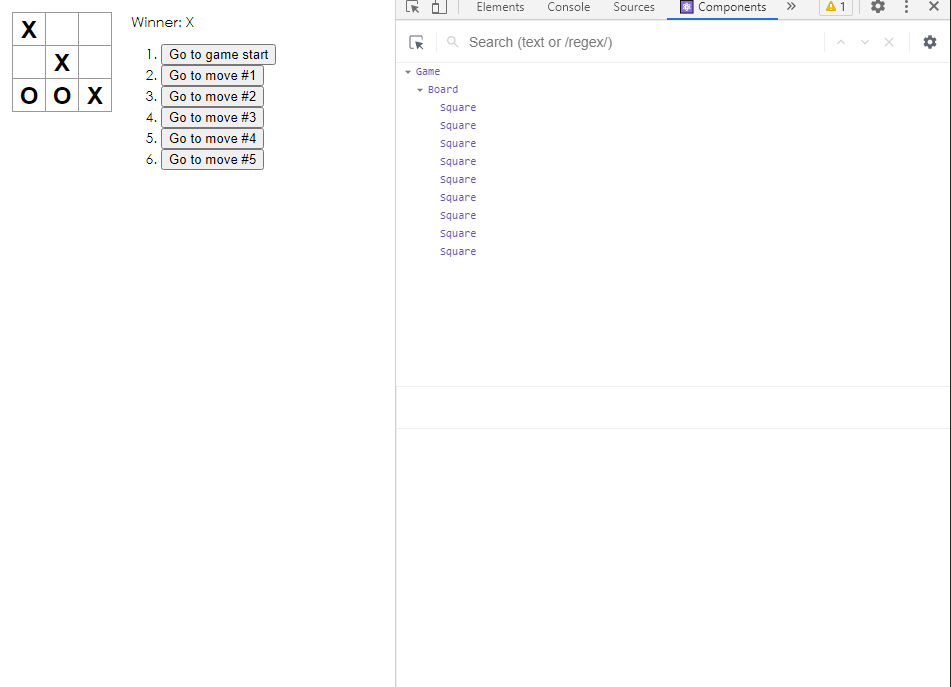 X
X
O O X
Winner: X
1. Go to game start
2. Go to move #1
3. Go to move #2
4. Go to move #3
5. Go to move #4
6. Go to move #5
Elements Console Sources Components » 1
Search (text or /regex/)
Game
Board
Square
Square
Square
Square
Square
Square
Square
Square
Square